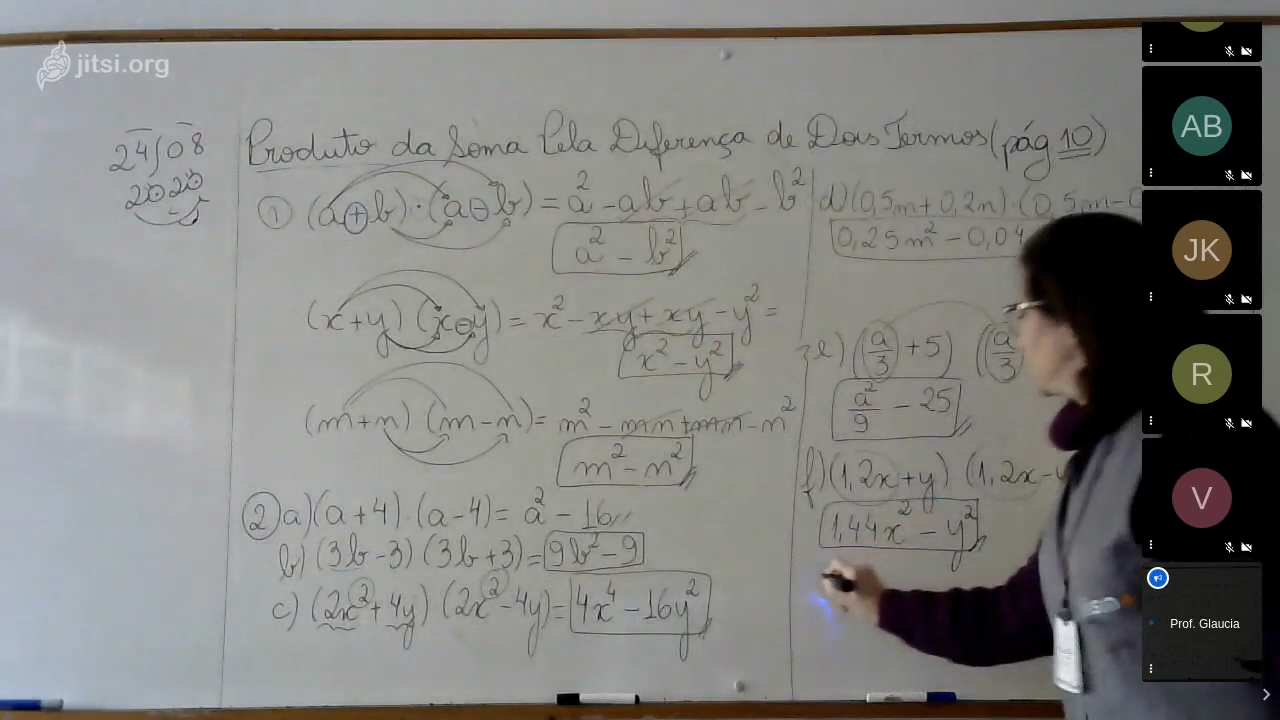 jitsi.org
24/08
2020
Produto da Soma Pela Diferença de Dois Termos (pág 10)
① (a+b)·(a-b) = a² - ab + ab - b²
a² - b²
(x+y) (x-y) = x² - xy + xy - y² =
x² - y²
(m+n) (m-n) = m² - mn + mn - n²
m² - n²
② a) (a+4)·(a-4) = a² - 16
b) (3b-3) (3b+3) = 9b² - 9
c) (2x²+4y) (2x²-4y) = 4x⁴ - 16y²
d) (0,5m+0,2n)·(0,5m-0
0,25m² - 0,04
e) (a/3 + 5) (a/3
a²/9 - 25
f) (1,2x+y) (1,2x-y
1,44x² - y²
AB
JK
R
V
Prof. Glaucia